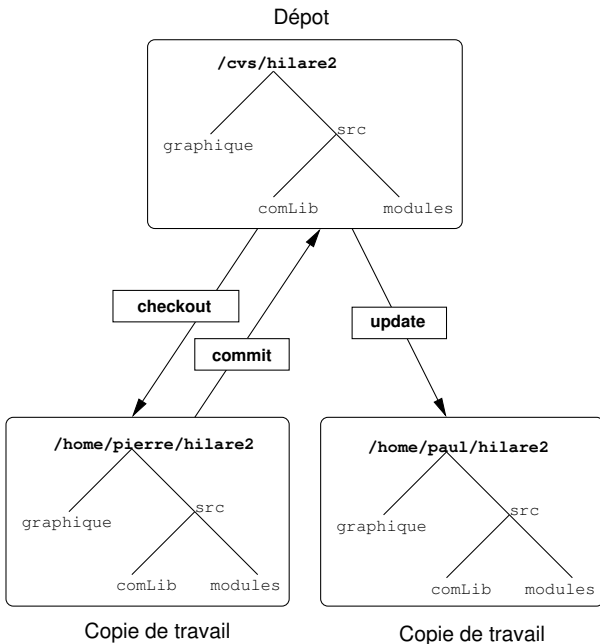 Dépot
/cvs/hilare2
graphique
src
comLib
modules
checkout
commit
update
/home/pierre/hilare2
graphique
src
comLib
modules
Copie de travail
/home/paul/hilare2
graphique
src
comLib
modules
Copie de travail